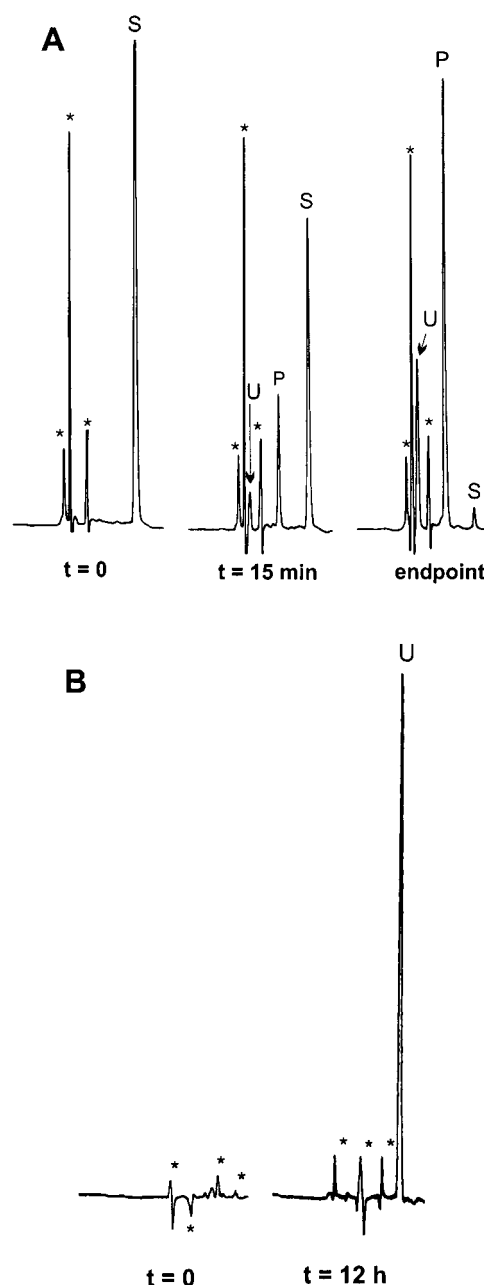 A
S
*
*
*
t = 0
*
S
P
U
*
*
t = 15 min
P
*
U
*
*
S
endpoint
B
U
*
*
*
*
t = 0
*
*
*
t = 12 h